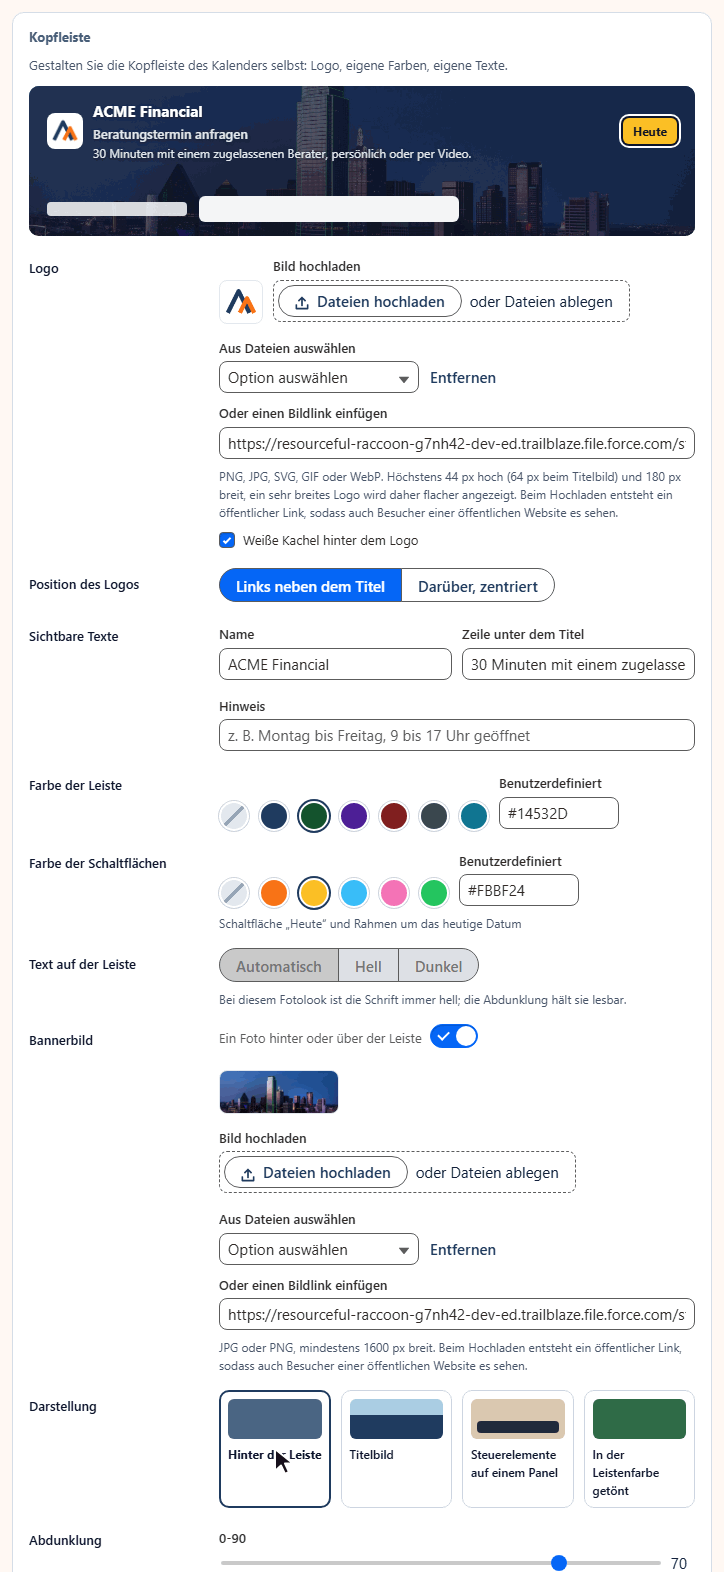 Kopfleiste
Gestalten Sie die Kopfleiste des Kalenders selbst: Logo, eigene Farben, eigene Texte.
ACME Financial
Beratungstermin anfragen
30 Minuten mit einem zugelassenen Berater, persönlich oder per Video.
Heute
Logo
Bild hochladen
Dateien hochladen oder Dateien ablegen
Aus Dateien auswählen
Option auswählen Entfernen
Oder einen Bildlink einfügen
https://resourceful-raccoon-g7nh42-dev-ed.trailblaze.file.force.com/s
PNG, JPG, SVG, GIF oder WebP. Höchstens 44 px hoch (64 px beim Titelbild) und 180 px
breit, ein sehr breites Logo wird daher flacher angezeigt. Beim Hochladen entsteht ein
öffentlicher Link, sodass auch Besucher einer öffentlichen Website es sehen.
Weiße Kachel hinter dem Logo
Position des Logos
Links neben dem Titel Darüber, zentriert
Sichtbare Texte
Name Zeile unter dem Titel
ACME Financial 30 Minuten mit einem zugelasse
Hinweis
z. B. Montag bis Freitag, 9 bis 17 Uhr geöffnet
Farbe der Leiste
Benutzerdefiniert
#14532D
Farbe der Schaltflächen
Benutzerdefiniert
#FBBF24
Schaltfläche „Heute“ und Rahmen um das heutige Datum
Text auf der Leiste
Automatisch Hell Dunkel
Bei diesem Fotolook ist die Schrift immer hell; die Abdunklung hält sie lesbar.
Bannerbild
Ein Foto hinter oder über der Leiste
Bild hochladen
Dateien hochladen oder Dateien ablegen
Aus Dateien auswählen
Option auswählen Entfernen
Oder einen Bildlink einfügen
https://resourceful-raccoon-g7nh42-dev-ed.trailblaze.file.force.com/s
JPG oder PNG, mindestens 1600 px breit. Beim Hochladen entsteht ein öffentlicher Link,
sodass auch Besucher einer öffentlichen Website es sehen.
Darstellung
Hinter der Leiste
Titelbild
Steuerelemente
auf einem Panel
In der
Leistenfarbe
getönt
Abdunklung
0-90
70